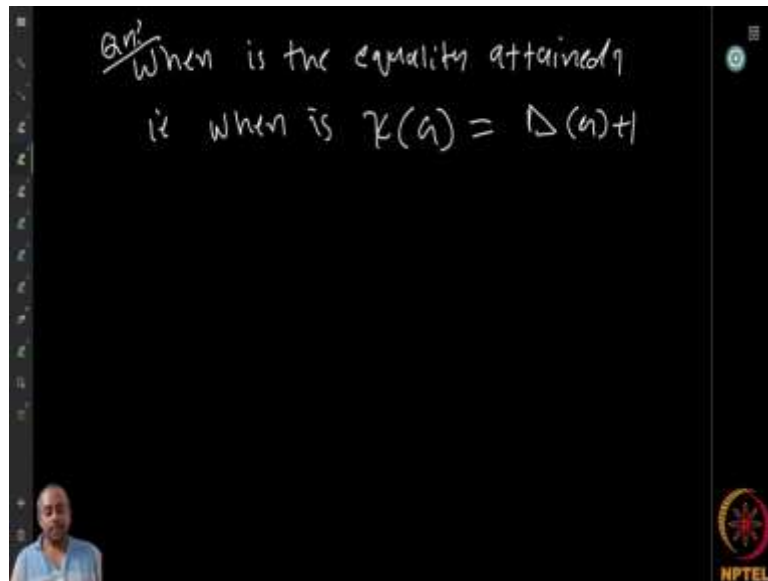 Qn: When is the equality attained?
ie when is χ(G) = Δ(G)+1
NPTEL